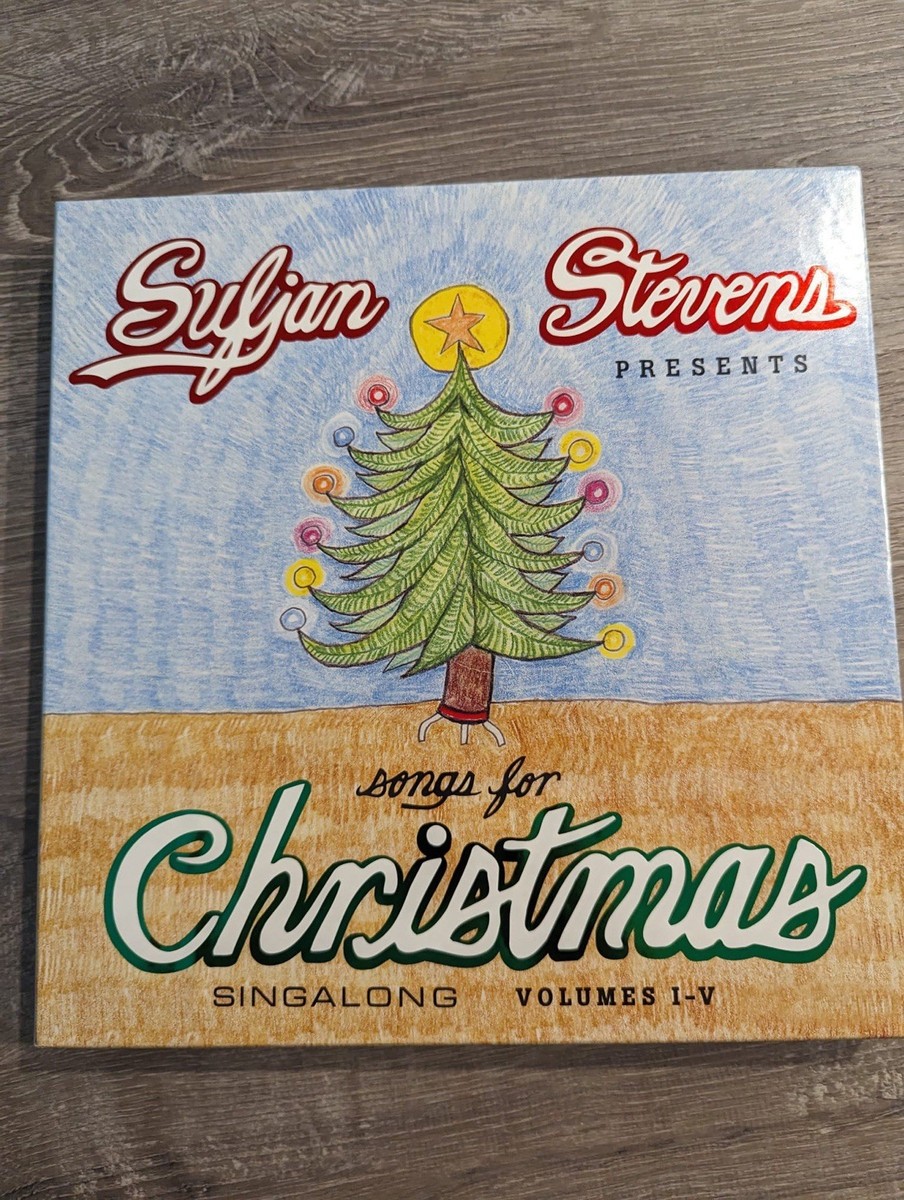 Sufjan Stevens
PRESENTS
songs for
Christmas
SINGALONG VOLUMES I-V